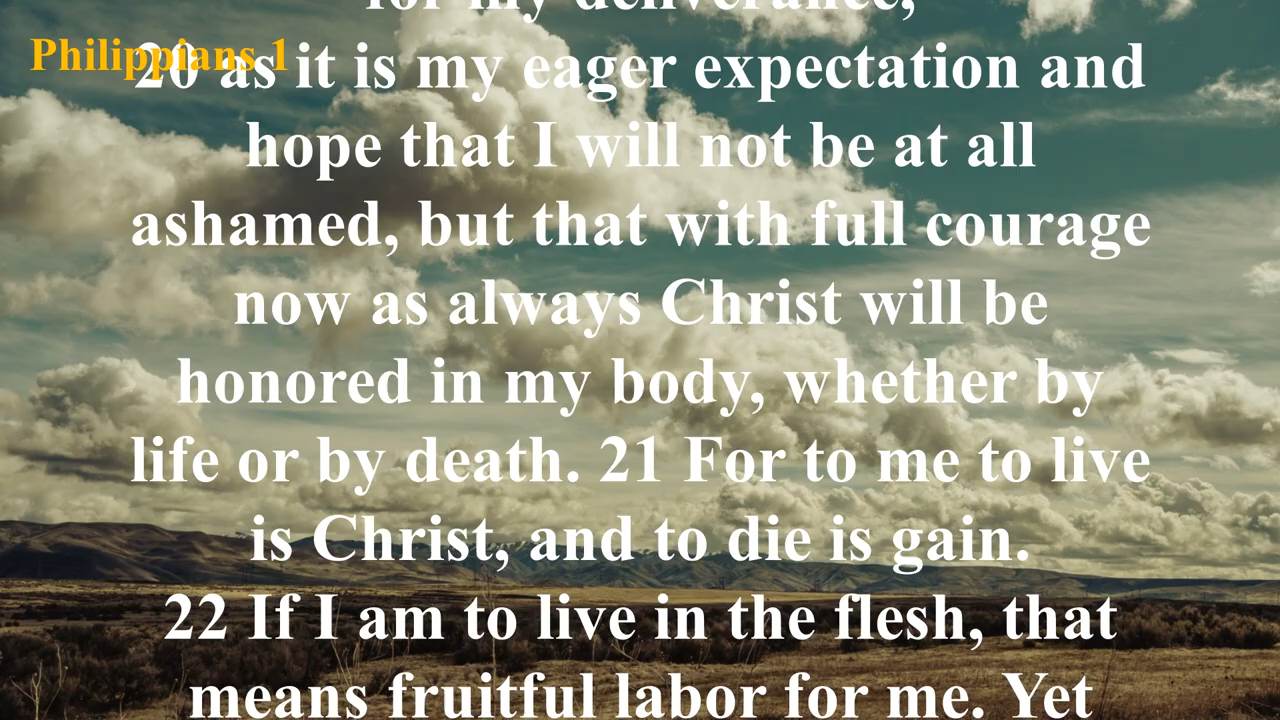 for my deliverance,
Philippians 1
20 as it is my eager expectation and
hope that I will not be at all
ashamed, but that with full courage
now as always Christ will be
honored in my body, whether by
life or by death. 21 For to me to live
is Christ, and to die is gain.
22 If I am to live in the flesh, that
means fruitful labor for me. Yet